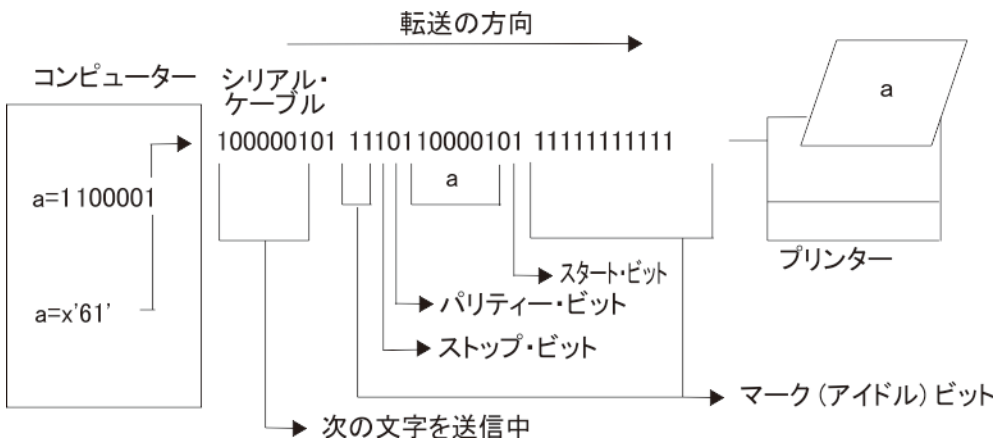 転送の方向
コンピューター
シリアル・
ケーブル
a
100000101 1110110000101 11111111111
a
a=1100001
プリンター
スタート・ビット
パリティー・ビット
a=x'61'
ストップ・ビット
マーク(アイドル)ビット
次の文字を送信中